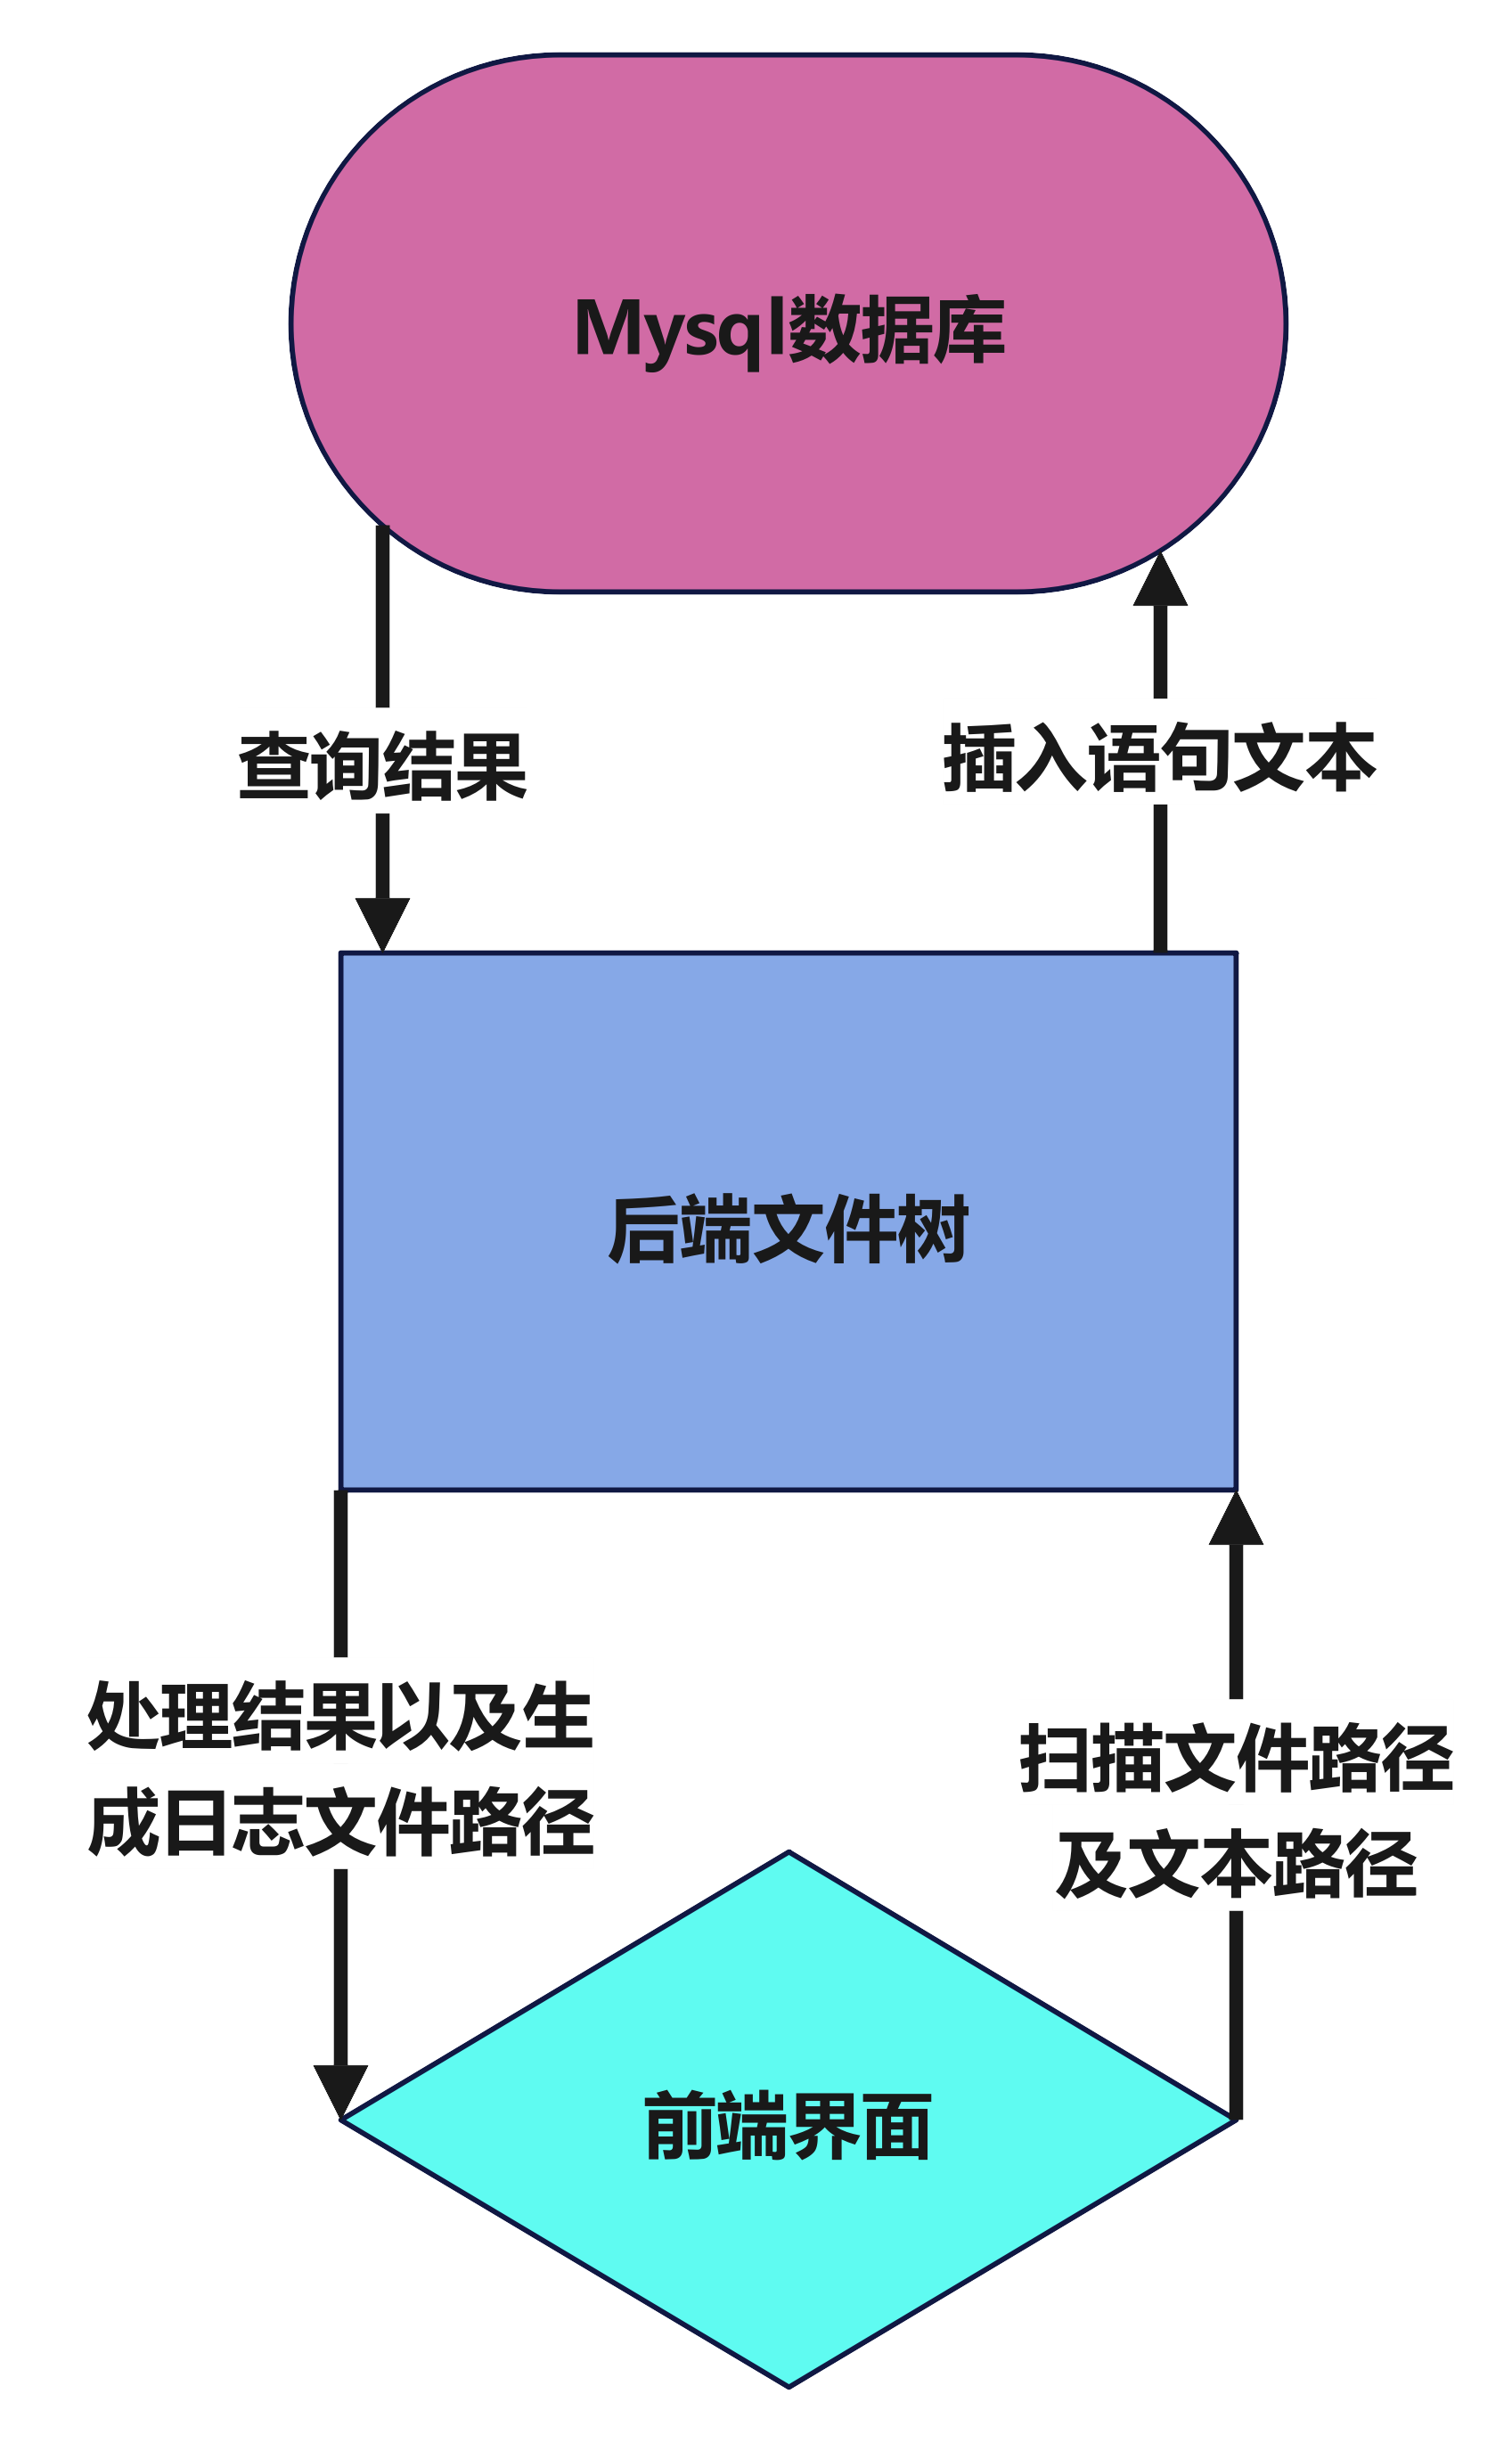 Mysql数据库
查询结果
插入语句文本
后端文件树
处理结果以及生
成日志文件路径
扫描文件路径
及文本路径
前端界面